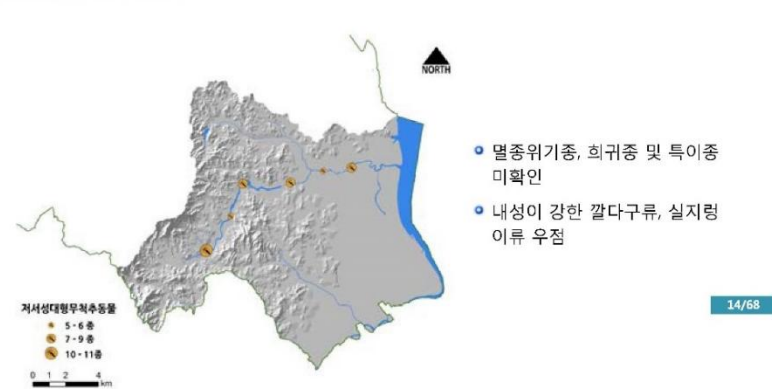 NORTH
멸종위기종, 희귀종 및 특이종
미확인
내성이 강한 깔다구류, 실지렁
이류 우점
14/68
저서성대형무척추동물
5 - 6 종
7 - 9 종
10 - 11종
0 1 2 4
km